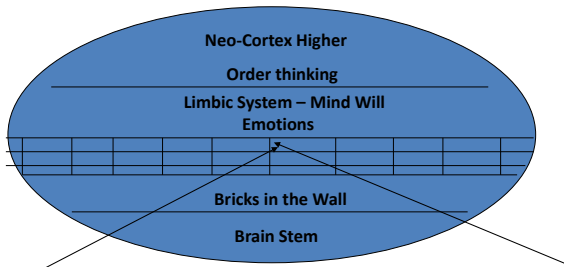 Neo-Cortex Higher
Order thinking
Limbic System – Mind Will
Emotions
Bricks in the Wall
Brain Stem